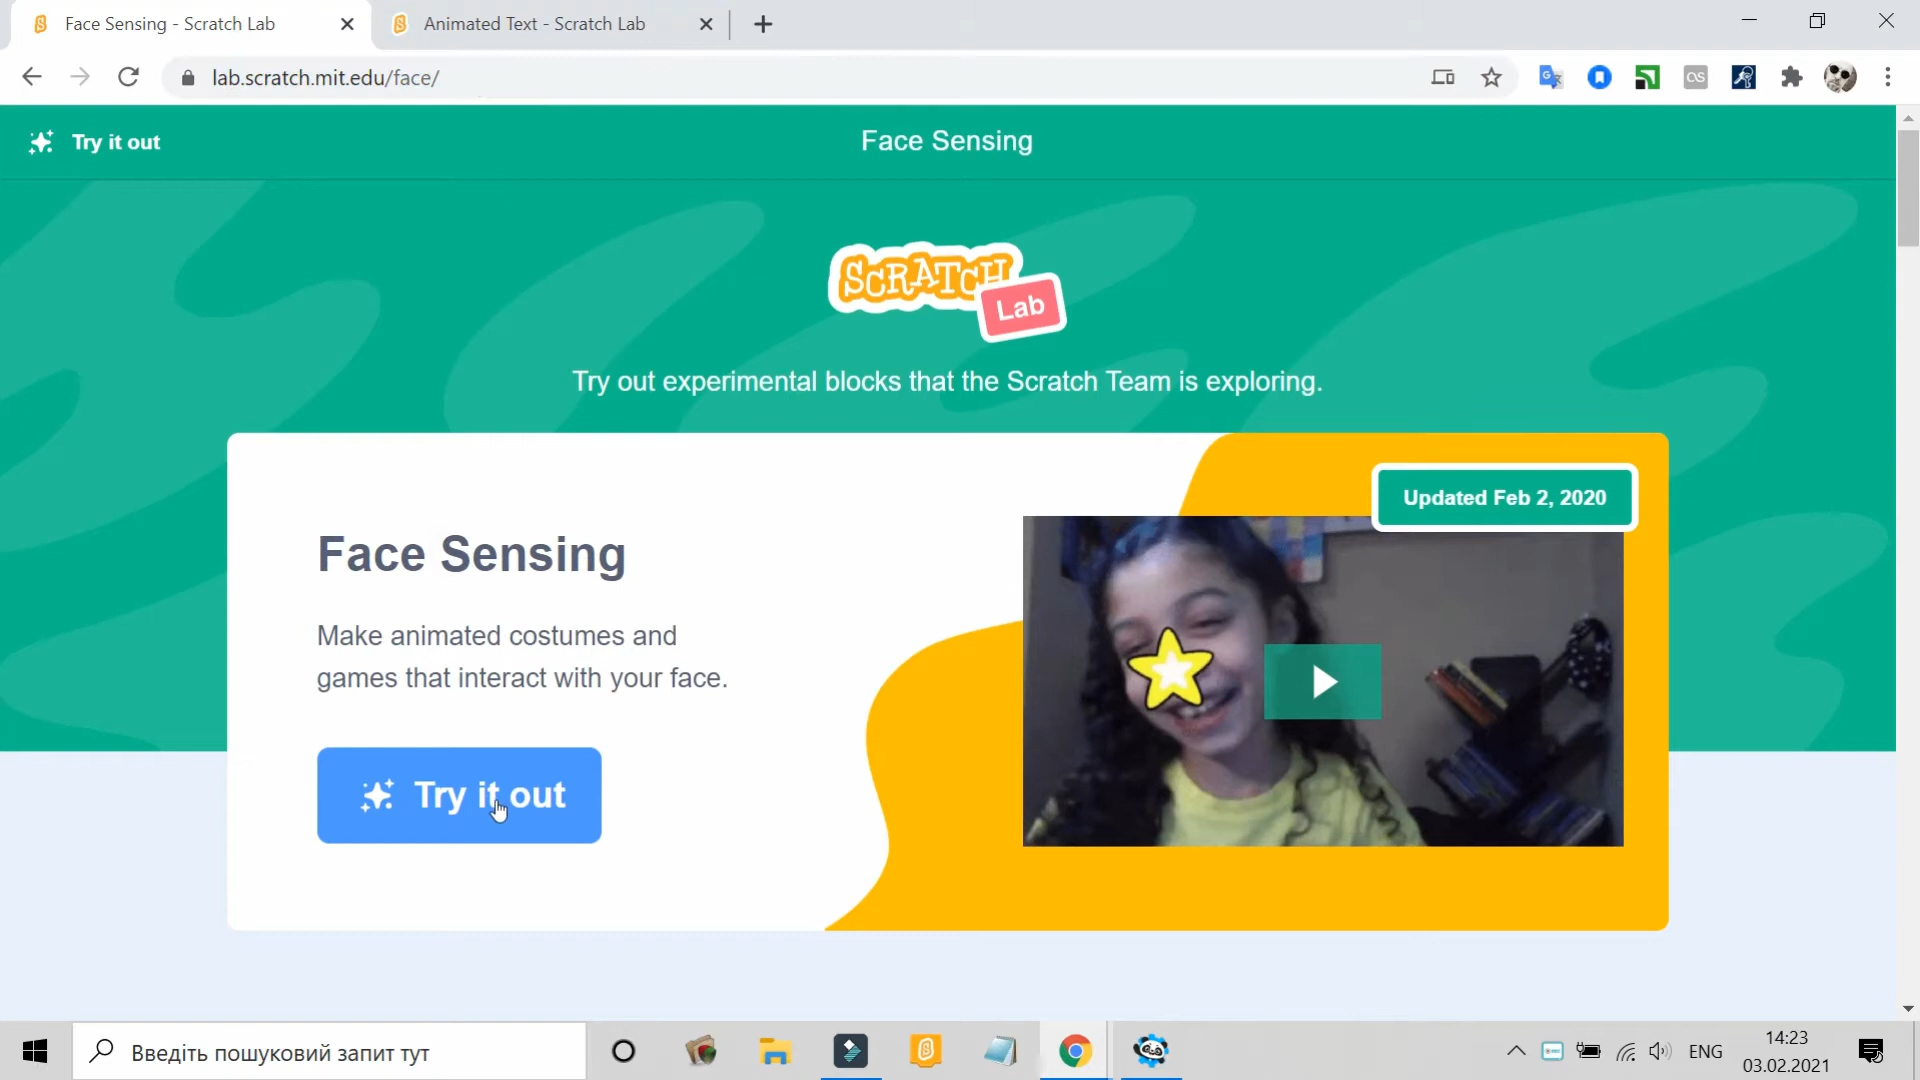 Face Sensing - Scratch Lab
Animated Text - Scratch Lab
lab.scratch.mit.edu/face/
Try it out
Face Sensing
SCRATCH
Lab
Try out experimental blocks that the Scratch Team is exploring.
Updated Feb 2, 2020
Face Sensing
Make animated costumes and
games that interact with your face.
Try it out
Введіть пошуковий запит тут
ENG
14:23
03.02.2021